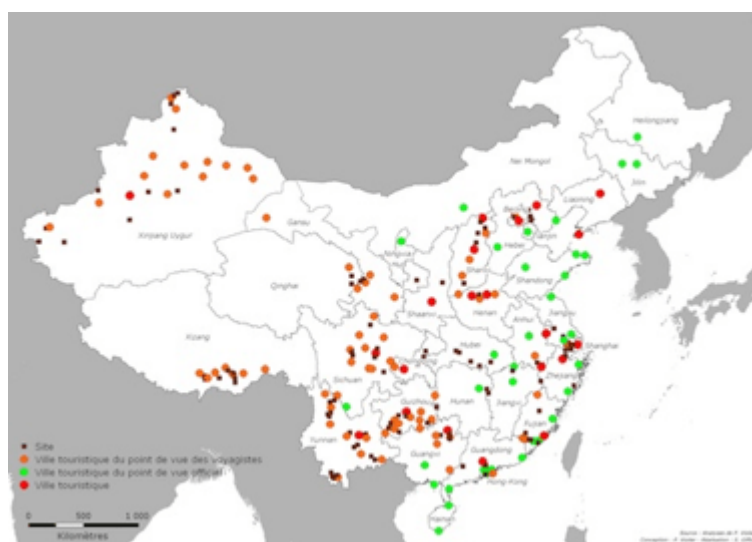 Heilongjiang
Nei Mongol
Jilin
Liaoning
Beijing
Tianjin
Gansu
Xinjiang Uygur
Hebei
Ningxia
Shanxi
Shandong
Qinghai
Shaanxi
Henan
Jiangsu
Anhui
Xizang
Hubei
Shanghai
Sichuan
Zhejiang
Hunan
Jiangxi
Guizhou
Fujian
Yunnan
Guangxi
Guangdong
Hong-Kong
Hainan
Site
Ville touristique du point de vue des voyagistes
Ville touristique du point de vue officiel
Ville touristique
0 500 1 000
Kilomètres